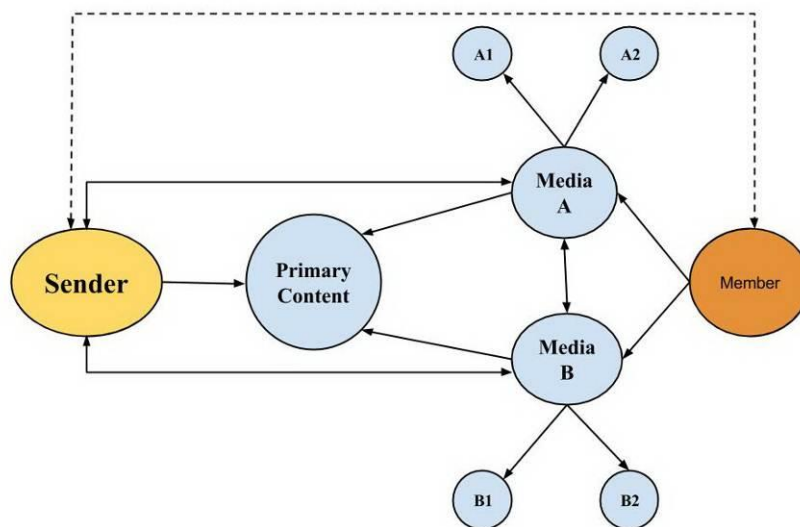 A1
A2
Media
A
Sender
Primary
Content
Member
Media
B
B1
B2